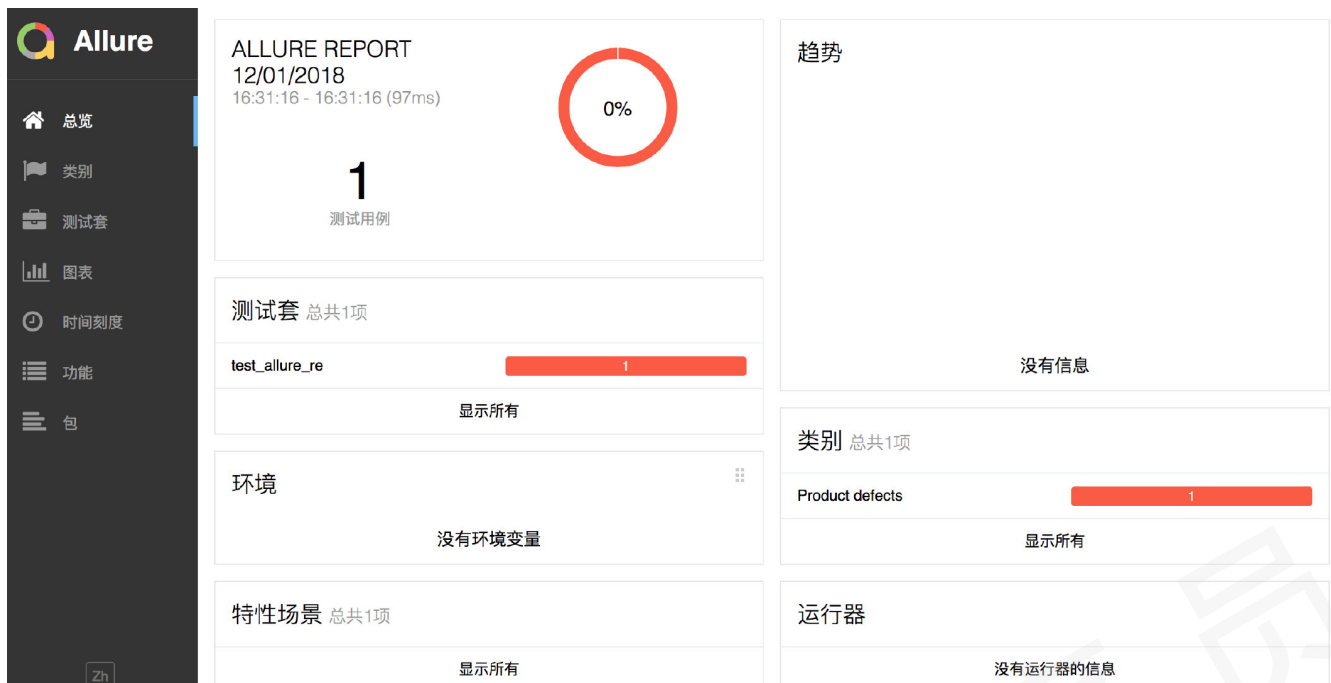 Allure
总览
类别
测试套
图表
时间刻度
功能
包
Zh
ALLURE REPORT
12/01/2018
16:31:16 - 16:31:16 (97ms)
0%
1
测试用例
测试套 总共1项
test_allure_re 1
显示所有
环境
没有环境变量
特性场景 总共1项
显示所有
趋势
没有信息
类别 总共1项
Product defects 1
显示所有
运行器
没有运行器的信息
员